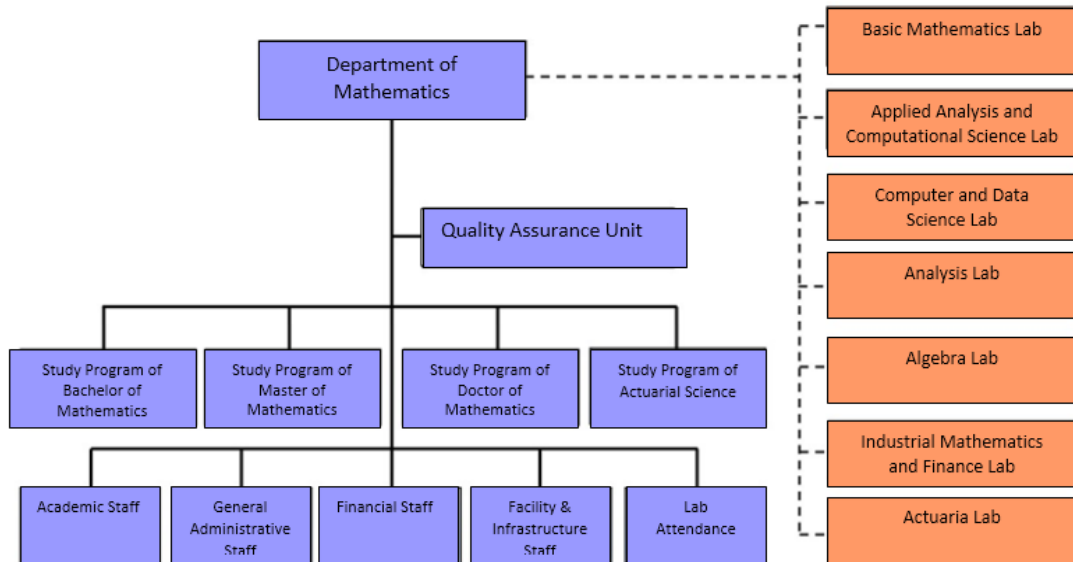 Department of
Mathematics
Quality Assurance Unit
Study Program of
Bachelor of
Mathematics
Study Program of
Master of
Mathematics
Study Program of
Doctor of
Mathematics
Study Program of
Actuarial Science
Academic Staff
General
Administrative
Staff
Financial Staff
Facility &
Infrastructure
Staff
Lab
Attendance
Basic Mathematics Lab
Applied Analysis and
Computational Science Lab
Computer and Data
Science Lab
Analysis Lab
Algebra Lab
Industrial Mathematics
and Finance Lab
Actuaria Lab